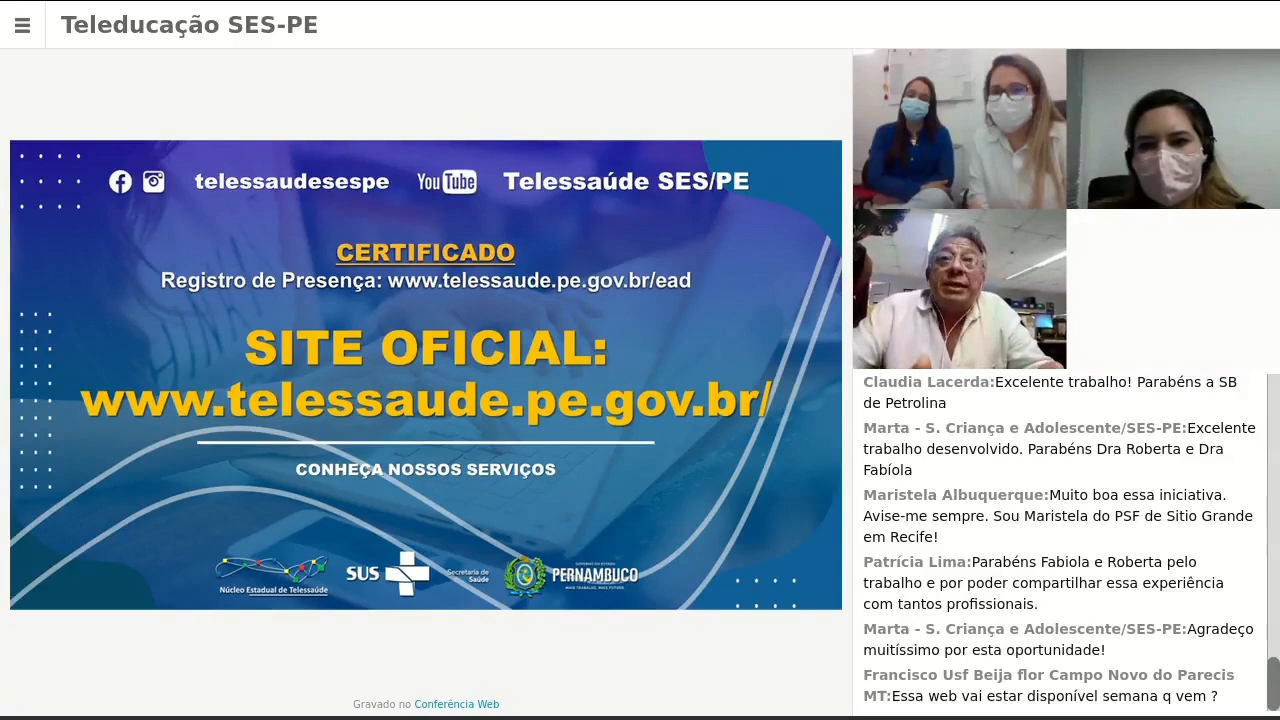 Teleducação SES-PE
telessaudesespe
You Tube
Telessaúde SES/PE
CERTIFICADO
Registro de Presença: www.telessaude.pe.gov.br/ead
SITE OFICIAL:
www.telessaude.pe.gov.br/
CONHEÇA NOSSOS SERVIÇOS
Núcleo Estadual de Telessaúde
SUS
Secretaria de
Saúde
PERNAMBUCO
Gravado no Conferência Web
Claudia Lacerda:Excelente trabalho! Parabéns a SB
de Petrolina
Marta - S. Criança e Adolescente/SES-PE:Excelente
trabalho desenvolvido. Parabéns Dra Roberta e Dra
Fabíola
Maristela Albuquerque:Muito boa essa iniciativa.
Avise-me sempre. Sou Maristela do PSF de Sitio Grande
em Recife!
Patrícia Lima:Parabéns Fabiola e Roberta pelo
trabalho e por poder compartilhar essa experiência
com tantos profissionais.
Marta - S. Criança e Adolescente/SES-PE:Agradeço
muitíssimo por esta oportunidade!
Francisco Usf Beija flor Campo Novo do Parecis
MT:Essa web vai estar disponível semana q vem ?